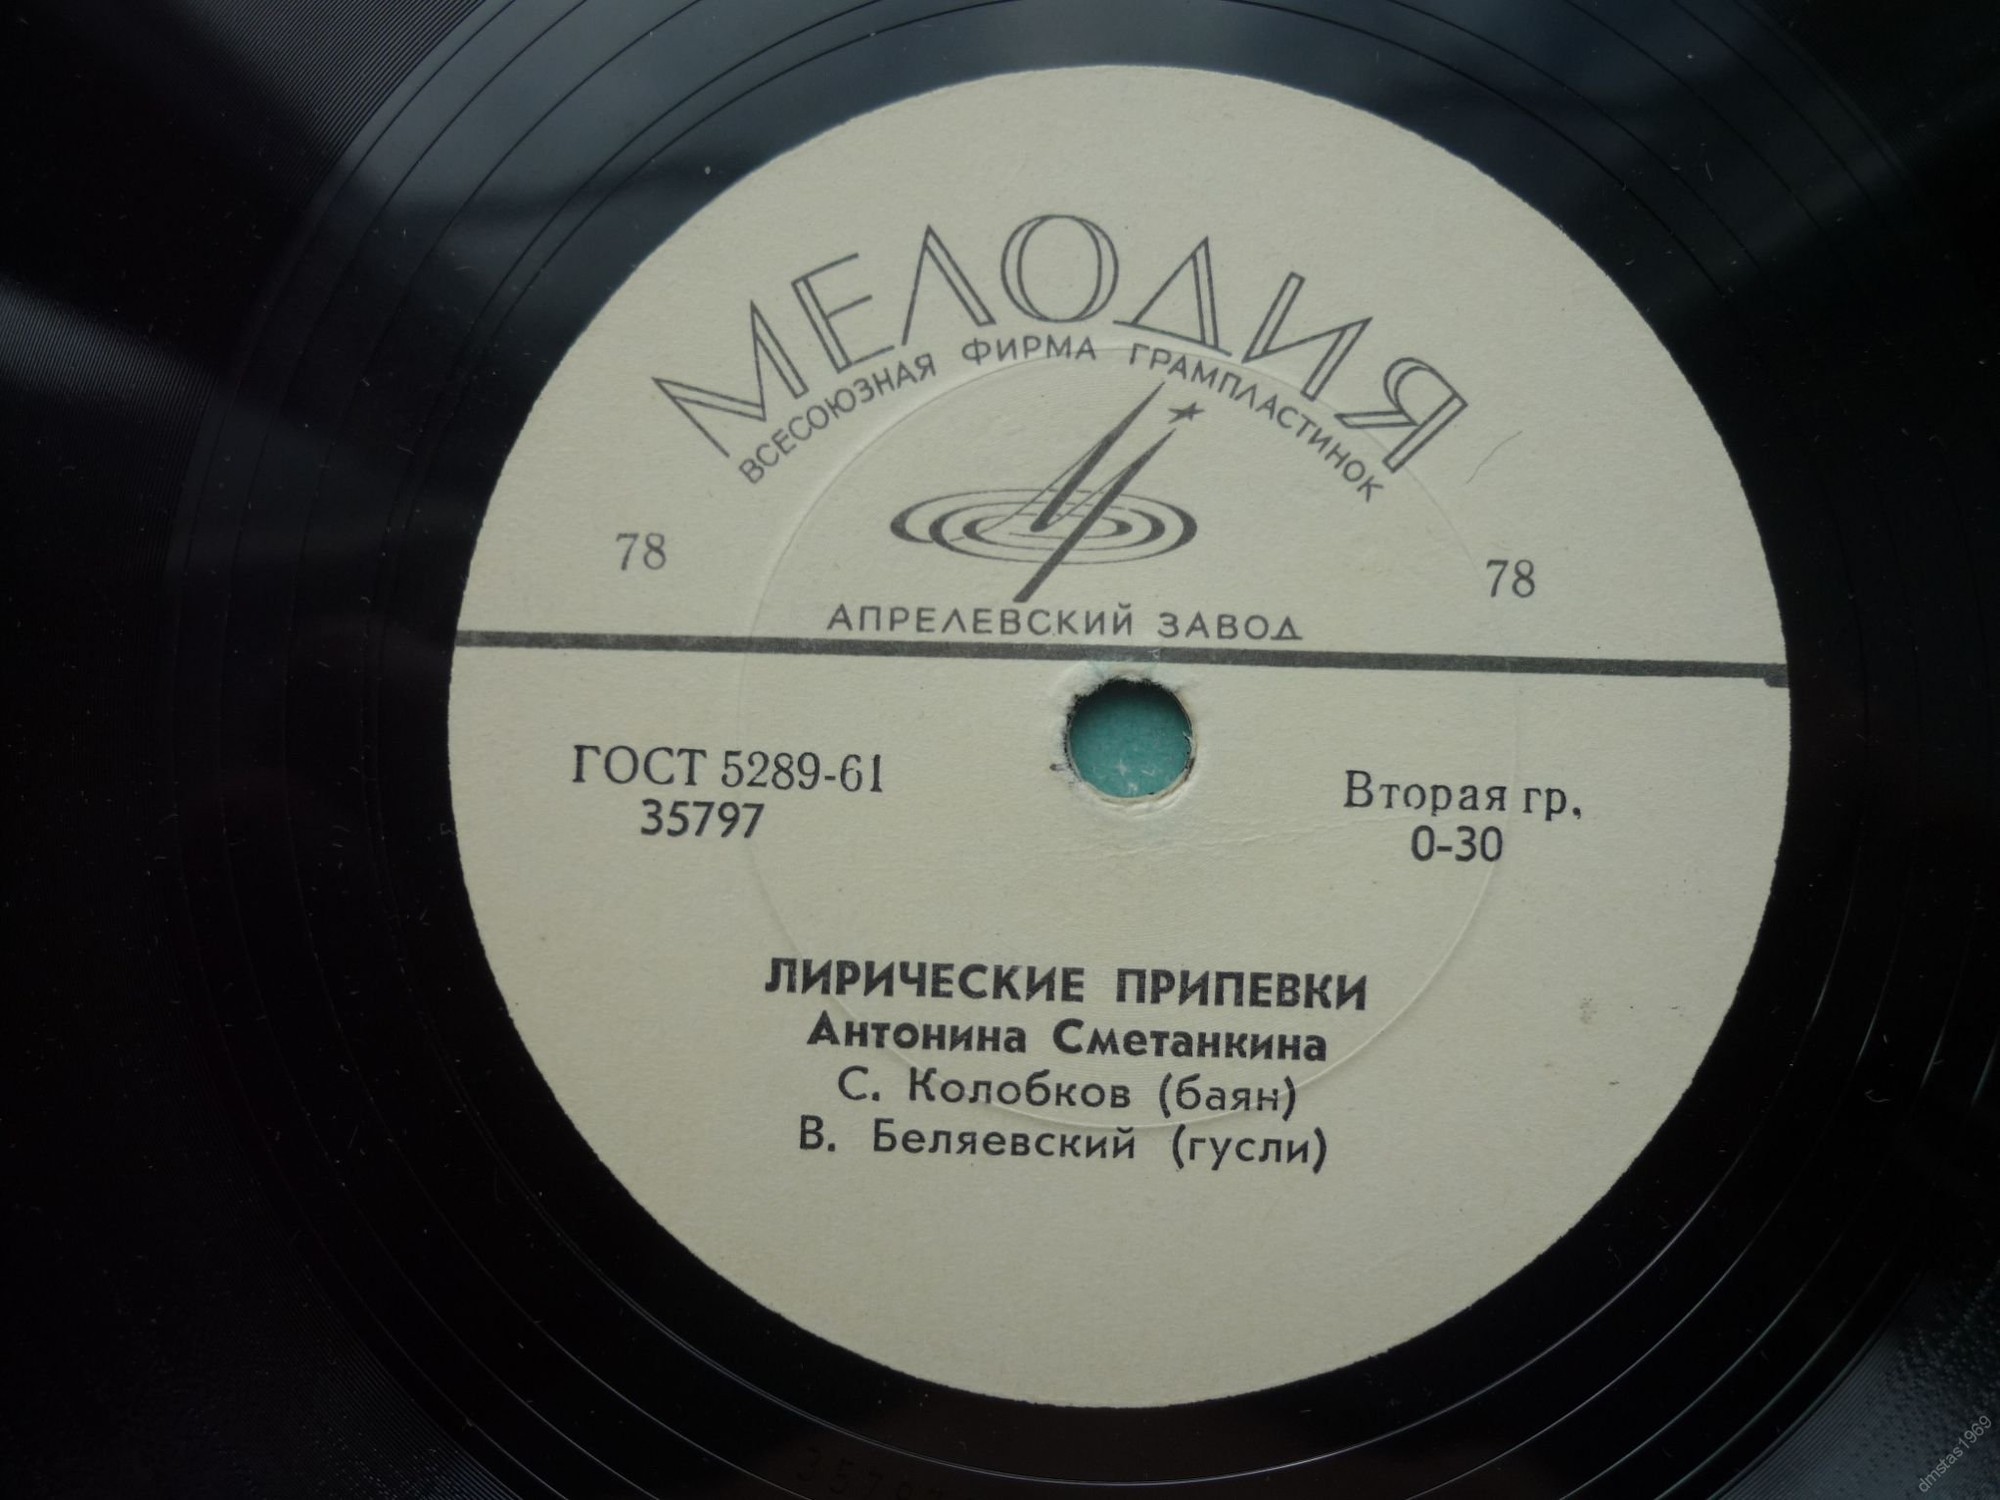 МЕЛОДИЯ
ВСЕСОЮЗНАЯ ФИРМА ГРАМПЛАСТИНОК
78
78
АПРЕЛЕВСКИЙ ЗАВОД
ГОСТ 5289-61
35797
Вторая гр.
0-30
ЛИРИЧЕСКИЕ ПРИПЕВКИ
Антонина Сметанкина
С. Колобков (баян)
В. Беляевский (гусли)
dmstas1969